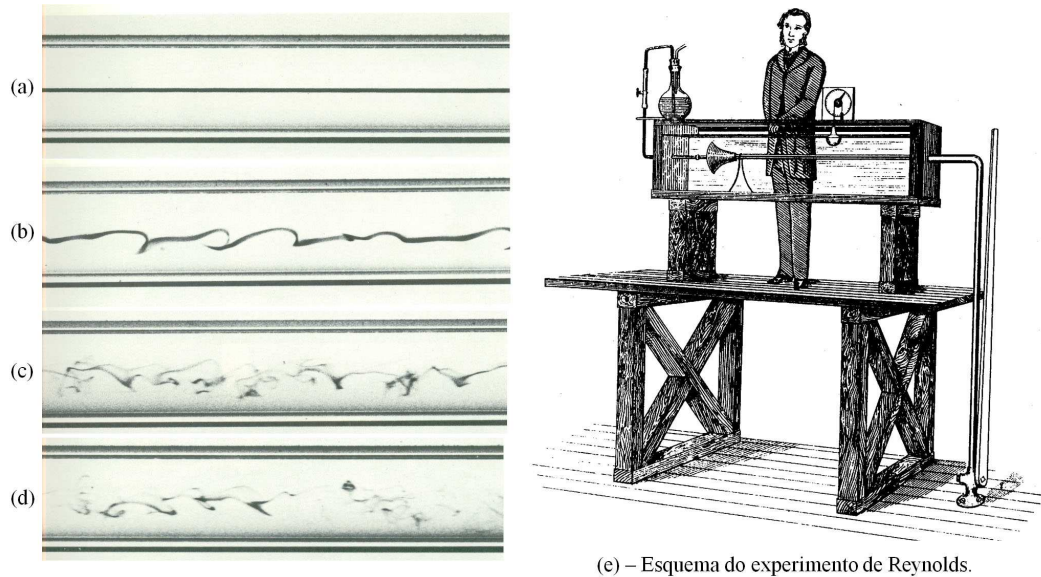 (a)
(b)
(c)
(d)
(e) – Esquema do experimento de Reynolds.